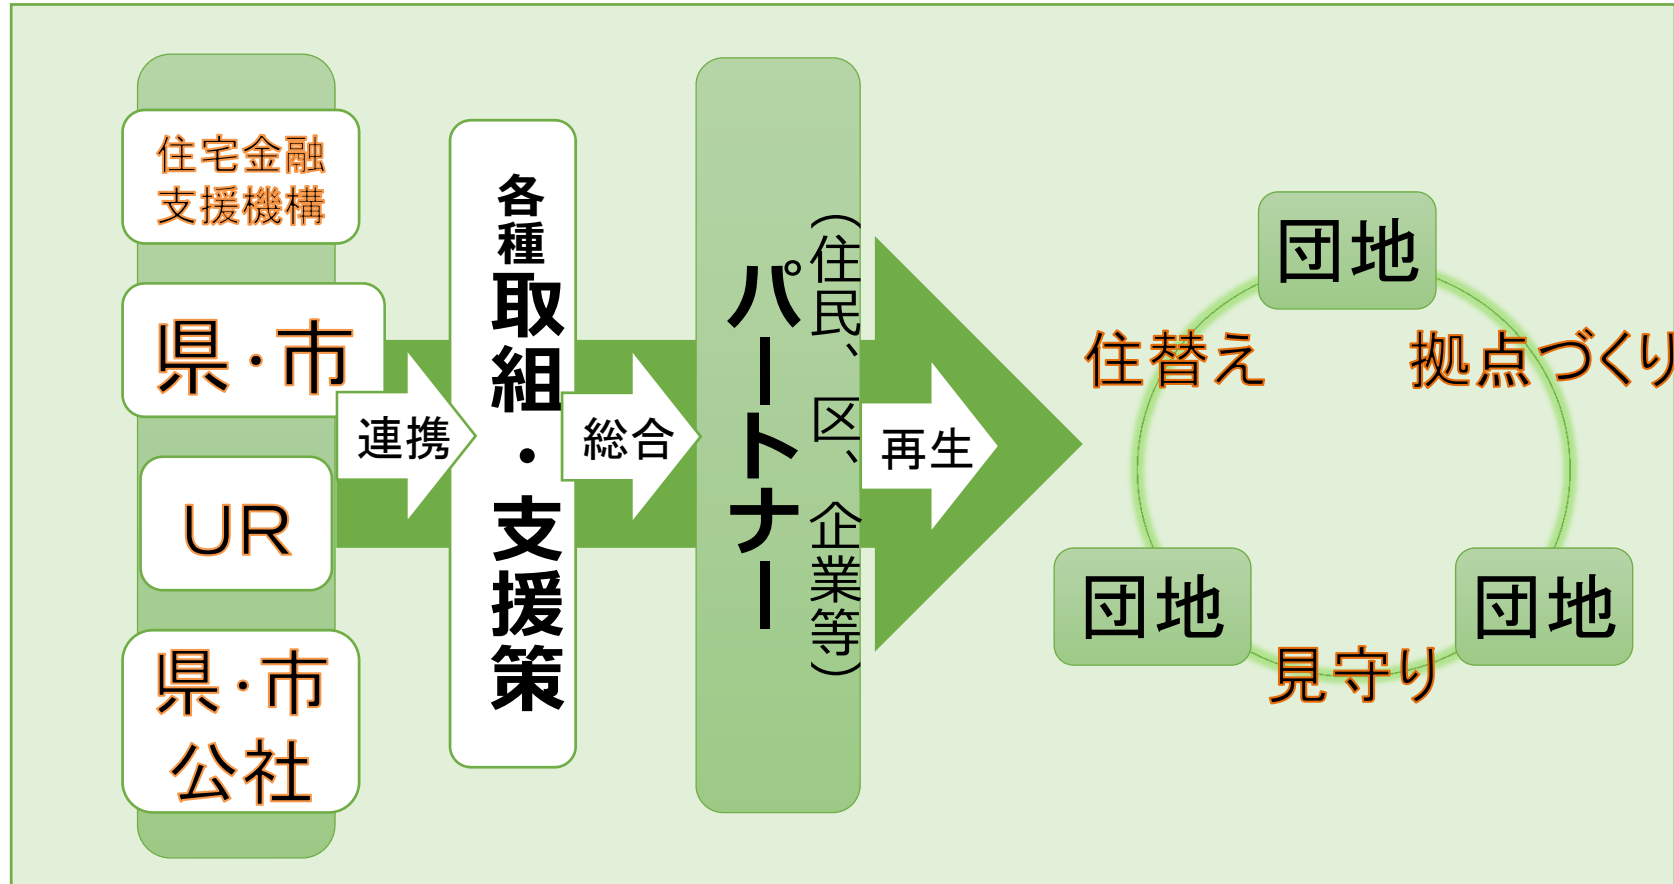 住宅金融
支援機構
県・市
UR
県・市
公社
連携
各種取組・支援策
総合
パートナー
（住民、区、企業等）
再生
団地
住替え
拠点づくり
団地
団地
見守り